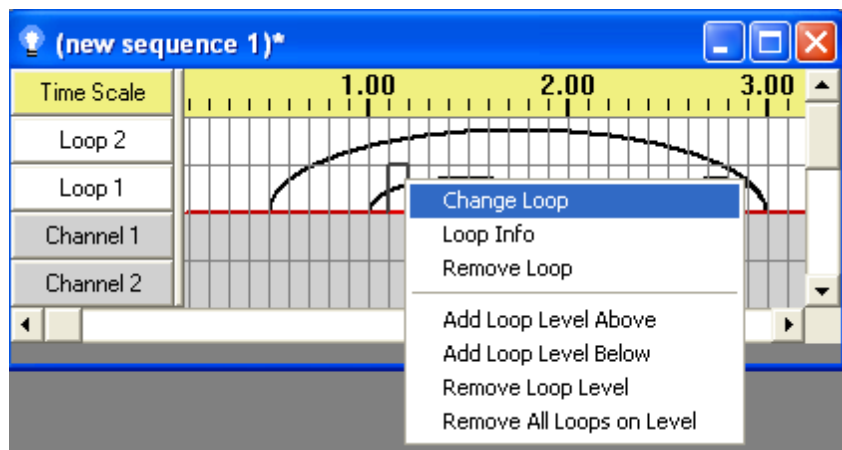 (new sequence 1)*
Time Scale 1.00 2.00 3.00
Loop 2
Loop 1
Channel 1
Channel 2
Change Loop
Loop Info
Remove Loop
Add Loop Level Above
Add Loop Level Below
Remove Loop Level
Remove All Loops on Level